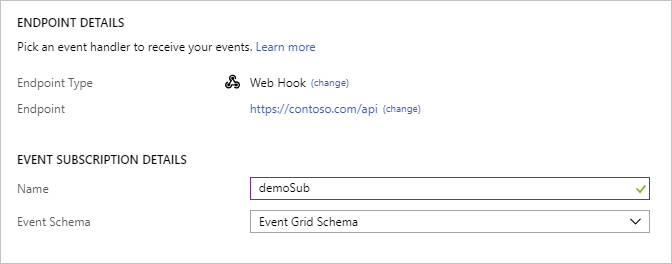 ENDPOINT DETAILS
Pick an event handler to receive your events. Learn more
Endpoint Type Web Hook (change)
Endpoint https://contoso.com/api (change)
EVENT SUBSCRIPTION DETAILS
Name demoSub
Event Schema Event Grid Schema